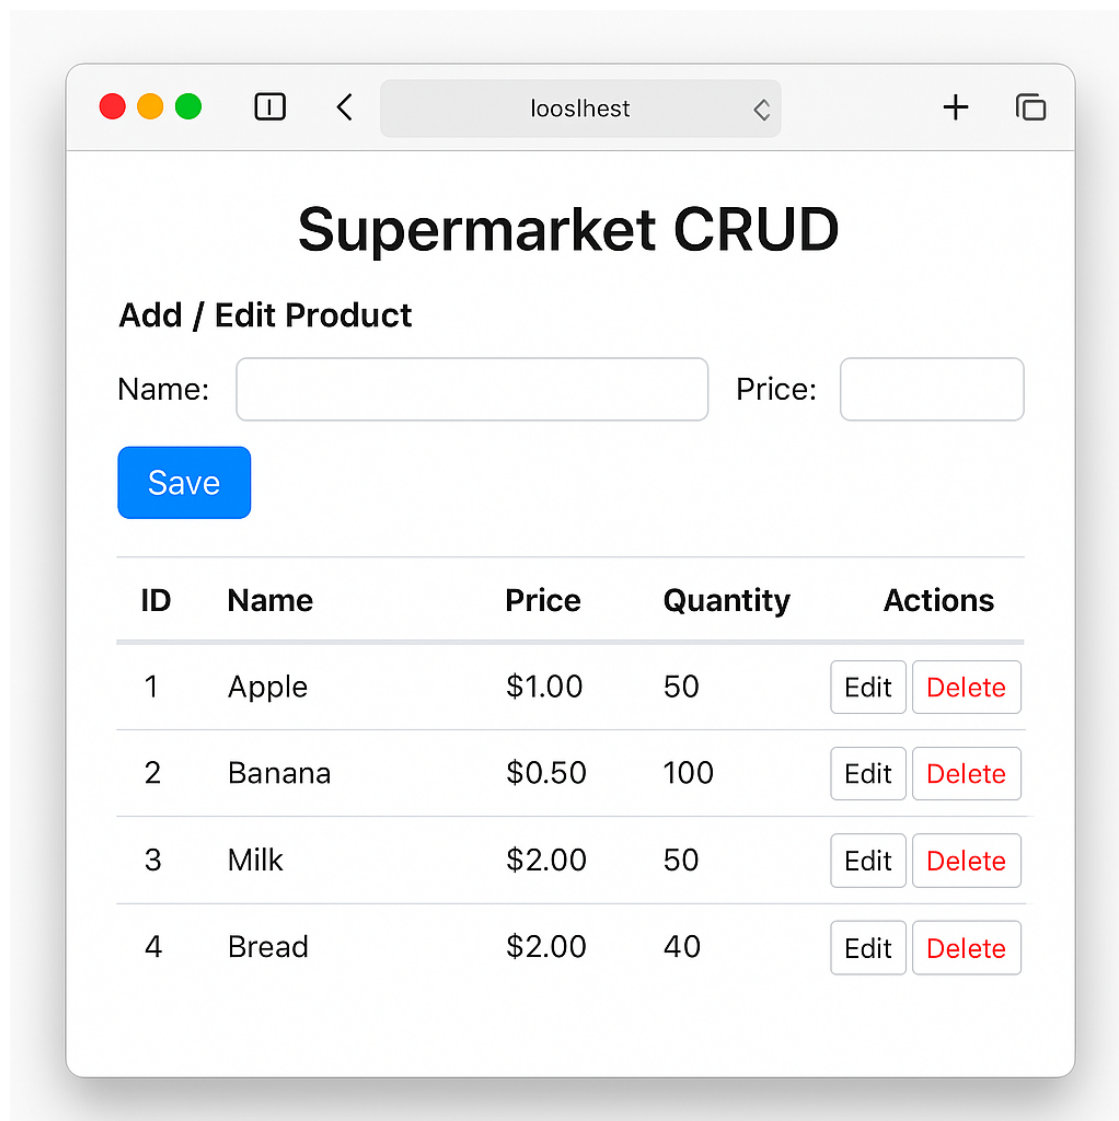 looslhest
Supermarket CRUD
Add / Edit Product
Name: Price:
Save
ID Name Price Quantity Actions
1 Apple $1.00 50 Edit Delete
2 Banana $0.50 100 Edit Delete
3 Milk $2.00 50 Edit Delete
4 Bread $2.00 40 Edit Delete